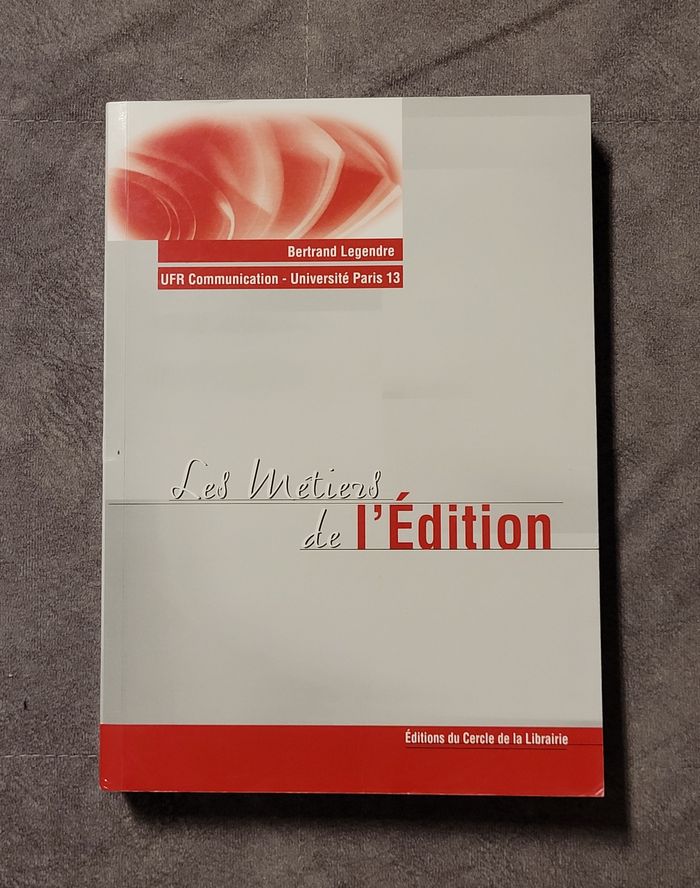 Bertrand Legendre
UFR Communication - Université Paris 13
Les Métiers
de l'Édition
Éditions du Cercle de la Librairie